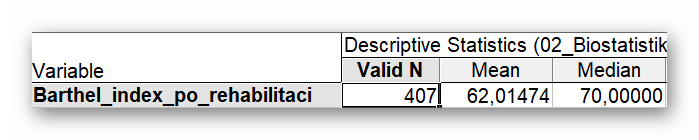 Descriptive Statistics (02_Biostatistik
Variable Valid N Mean Median
Barthel_index_po_rehabilitaci 407 62,01474 70,00000